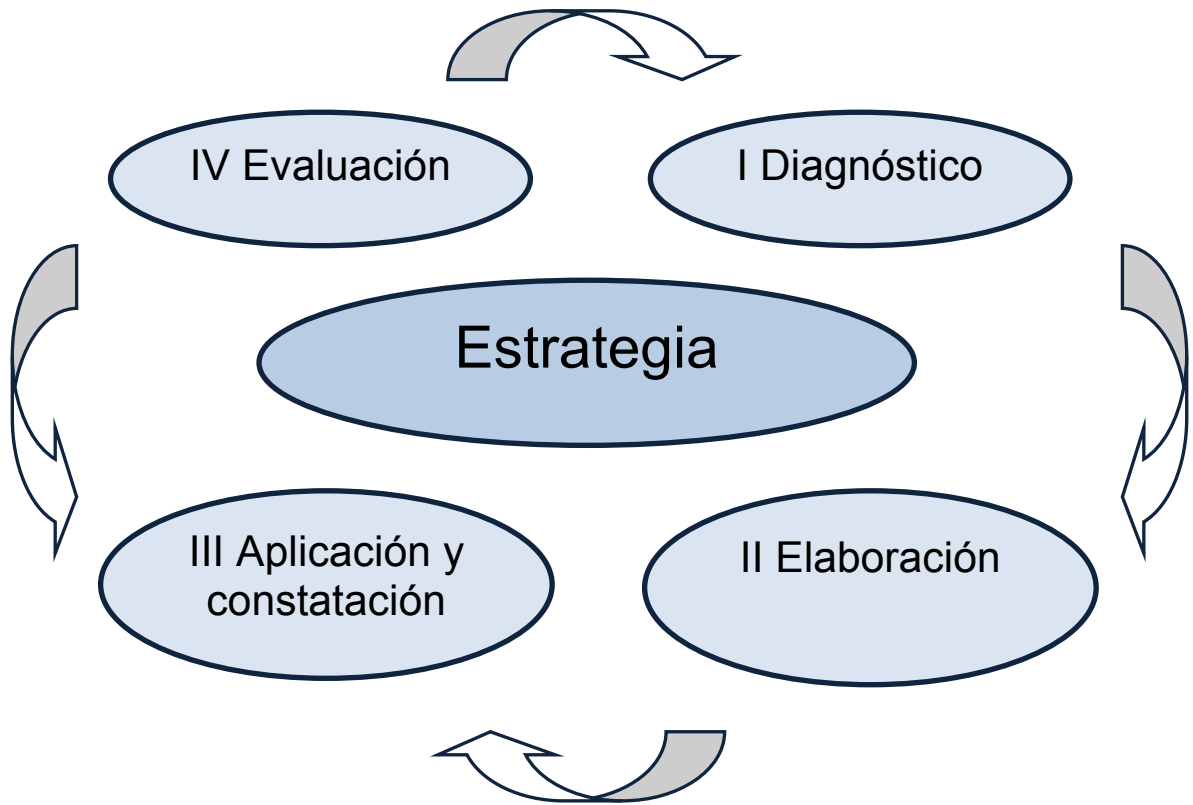 IV Evaluación
I Diagnóstico
Estrategia
III Aplicación y
constatación
II Elaboración